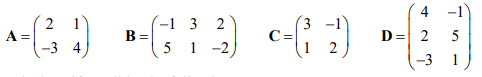 A = ( 2 1 ) B = ( -1 3 2 ) C = ( 3 -1 ) D = ( 4 -1 )
( -3 4 ) ( 5 1 -2 ) ( 1 2 ) ( 2 5 )
( -3 1 )